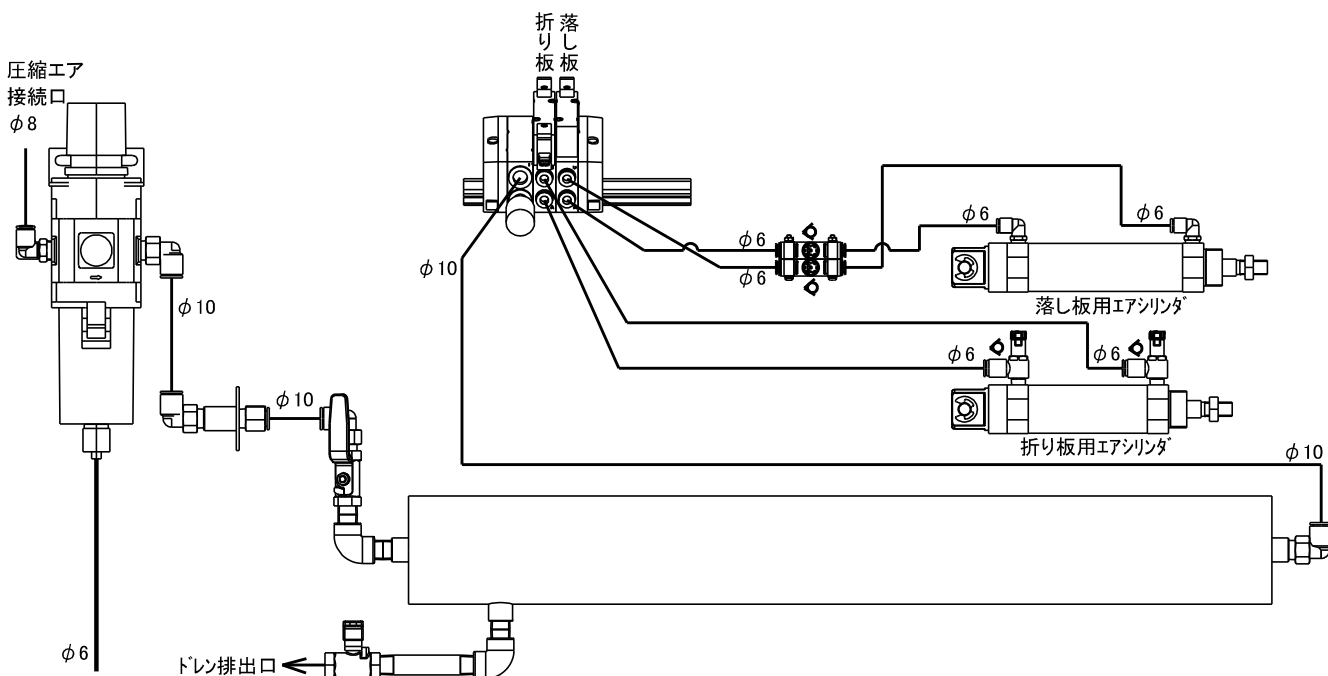 圧縮エア
接続口
φ8
折り板
落し板
φ10
φ10
φ10
φ6
φ6
φ6
φ6
落し板用エアシリンダ
φ6
φ6
折り板用エアシリンダ
φ10
φ6
ドレン排出口